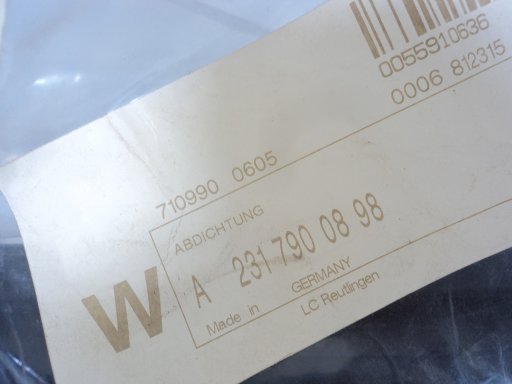 0055910636
0006 812315
710990 0605
ABDICHTUNG
A 231 790 08 98
W
Made in GERMANY
LC Reutlingen